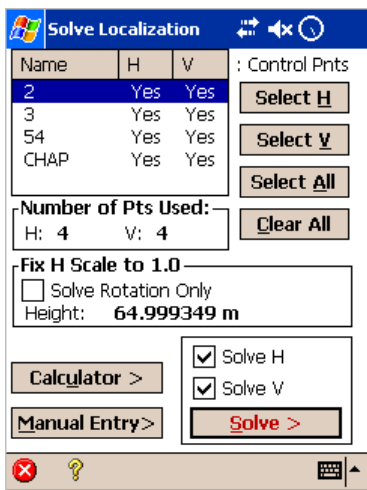 Solve Localization
Name H V : Control Pnts
2 Yes Yes
3 Yes Yes
54 Yes Yes
CHAP Yes Yes
Select H
Select V
Select All
Clear All
Number of Pts Used:
H: 4 V: 4
Fix H Scale to 1.0
Solve Rotation Only
Height: 64.999349 m
Solve H
Solve V
Calculator >
Manual Entry>
Solve >